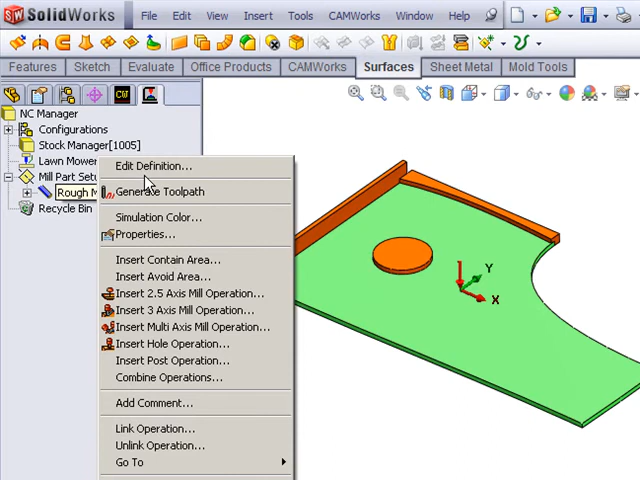 SW SolidWorks File Edit View Insert Tools CAMWorks Window Help
Features Sketch Evaluate Office Products CAMWorks Surfaces Sheet Metal Mold Tools
CW
NC Manager
Configurations
Stock Manager[1005]
Lawn Mower
Mill Part Setu
Rough M
Recycle Bin
Edit Definition...
Generate Toolpath
Simulation Color...
Properties...
Insert Contain Area...
Insert Avoid Area...
Insert 2.5 Axis Mill Operation...
Insert 3 Axis Mill Operation...
Insert Multi Axis Mill Operation...
Insert Hole Operation...
Insert Post Operation...
Combine Operations...
Add Comment...
Link Operation...
Unlink Operation...
Go To
Y
X